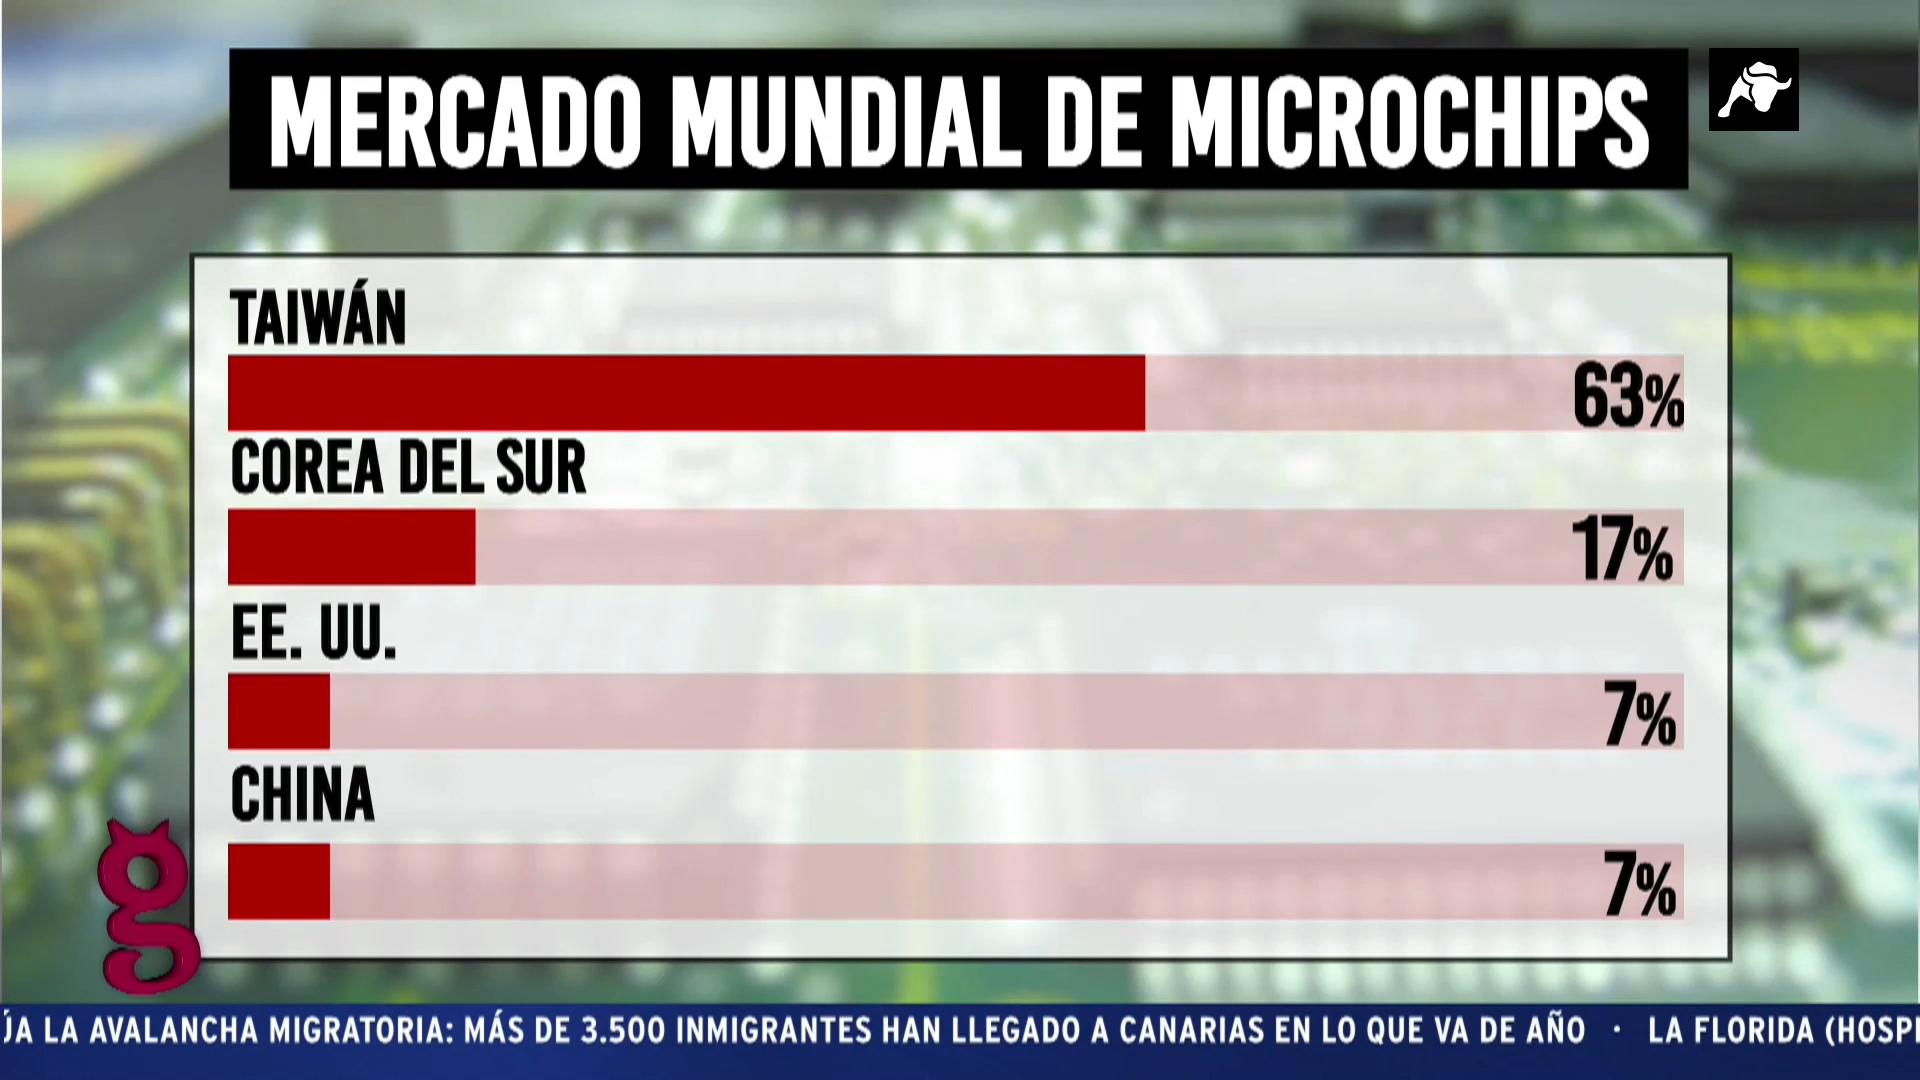 MERCADO MUNDIAL DE MICROCHIPS
TAIWÁN
63%
COREA DEL SUR
17%
EE. UU.
7%
CHINA
7%
g
LA AVALANCHA MIGRATORIA: MÁS DE 3.500 INMIGRANTES HAN LLEGADO A CANARIAS EN LO QUE VA DE AÑO · LA FLORIDA